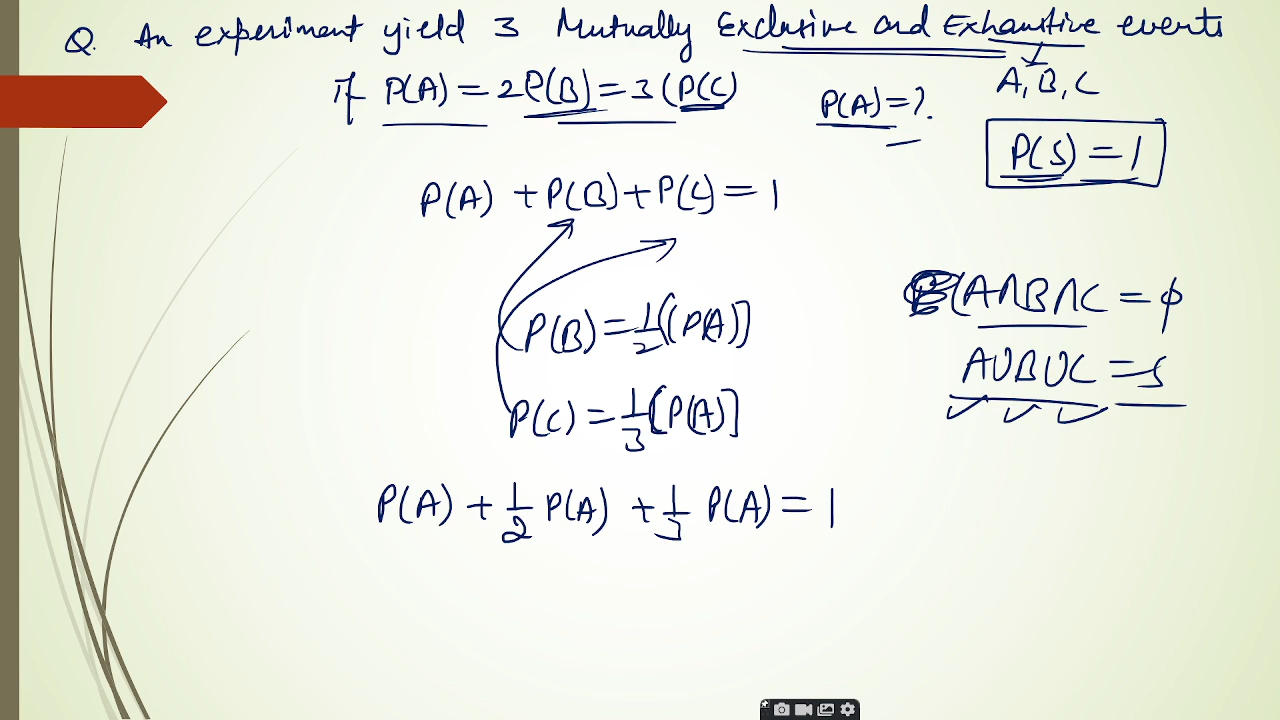 Q. An experiment yield 3 Mutually Exclusive and Exhaustive events
A, B, C
If P(A) = 2P(B) = 3(P(C)
P(A) = ?.
P(S) = 1
P(A) + P(B) + P(C) = 1
(A∩B∩C = ϕ
P(B) = 1/2 (P(A)]
A∪B∪C = S
P(C) = 1/3 [P(A)]
P(A) + 1/2 P(A) + 1/3 P(A) = 1